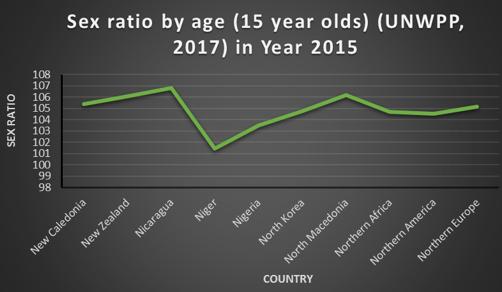 Sex ratio by age (15 year olds) (UNWPP,
2017) in Year 2015
SEX RATIO
108
107
106
105
104
103
102
101
100
99
98
New Caledonia
New Zealand
Nicaragua
Niger
Nigeria
North Korea
North Macedonia
Northern Africa
Northern America
Northern Europe
COUNTRY